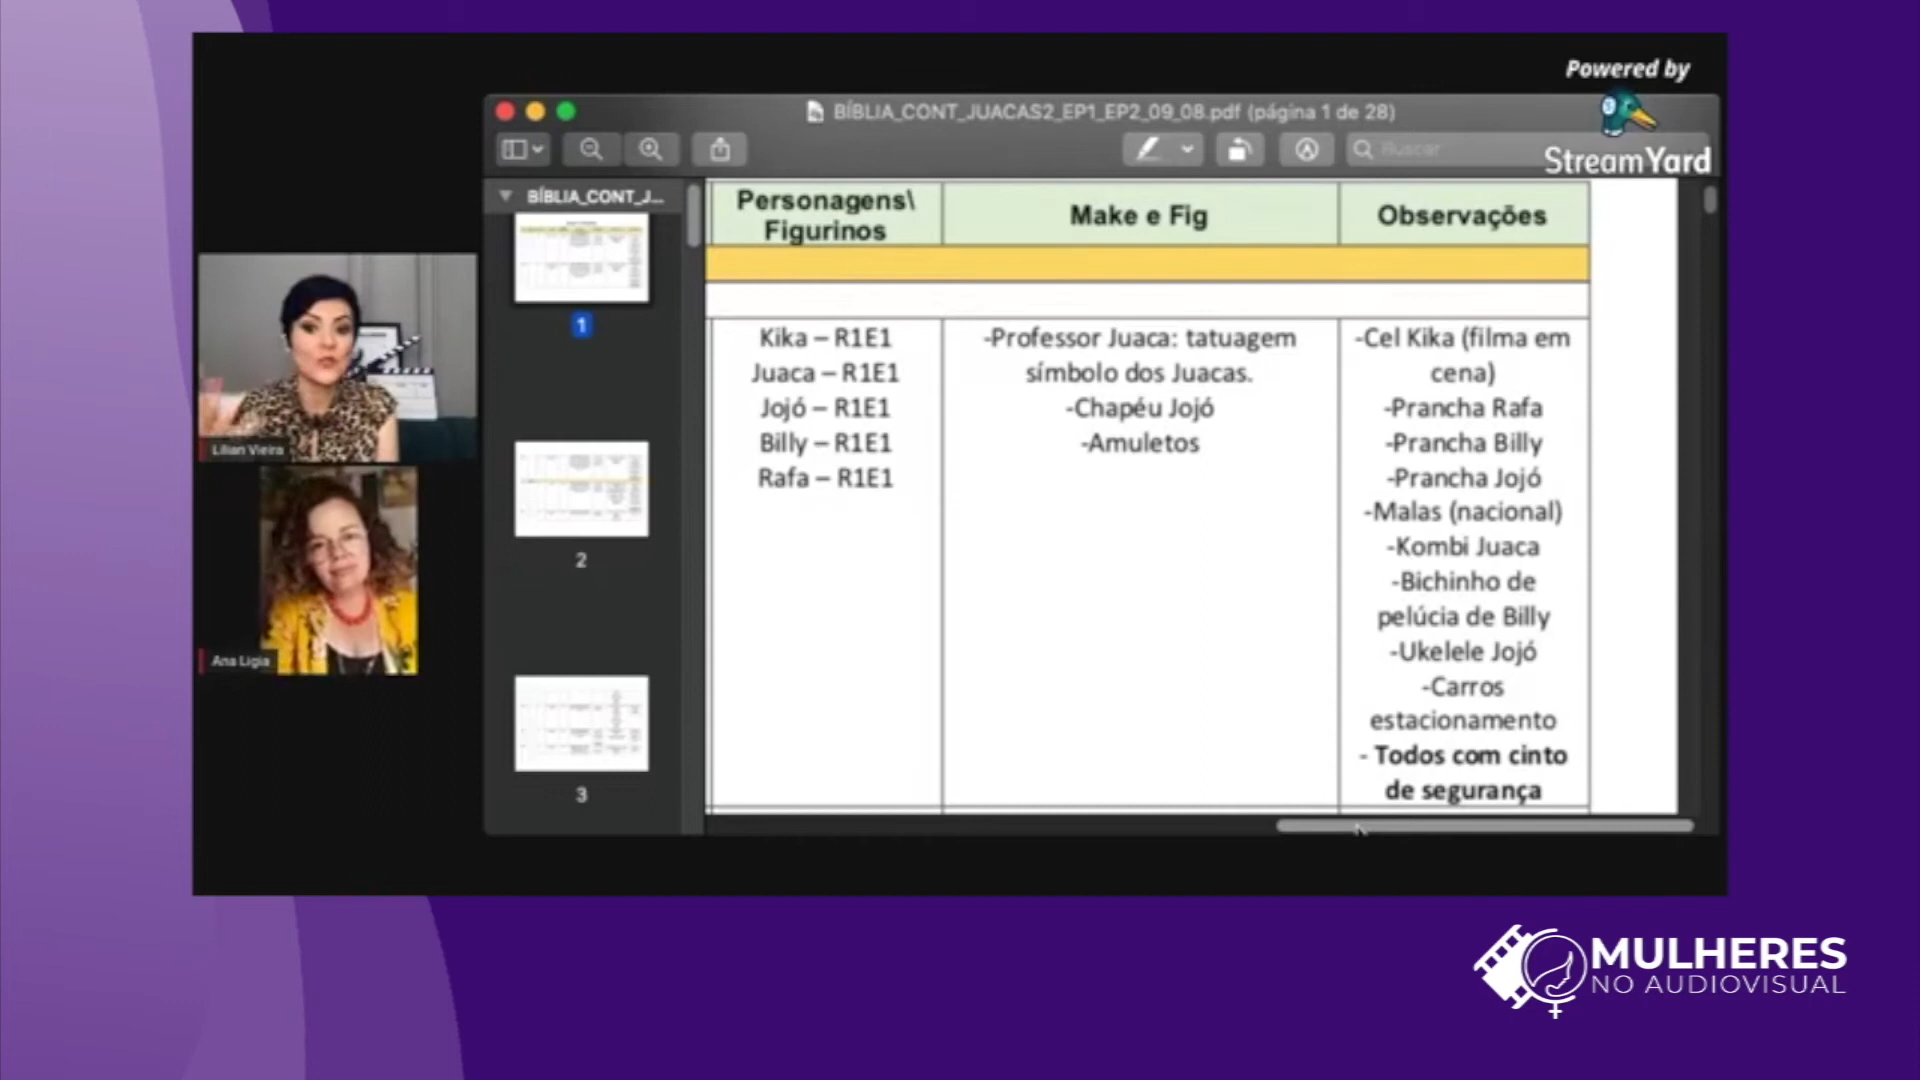 Powered by
StreamYard
BÍBLIA_CONT_JUACAS2_EP1_EP2_09_08.pdf (página 1 de 28)
Buscar
BÍBLIA_CONT_J...
1
2
3
Personagens\
Figurinos
Make e Fig
Observações
Kika – R1E1
Juaca – R1E1
Jojó – R1E1
Billy – R1E1
Rafa – R1E1
-Professor Juaca: tatuagem
símbolo dos Juacas.
-Chapéu Jojó
-Amuletos
-Cel Kika (filma em
cena)
-Prancha Rafa
-Prancha Billy
-Prancha Jojó
-Malas (nacional)
-Kombi Juaca
-Bichinho de
pelúcia de Billy
-Ukelele Jojó
-Carros
estacionamento
- Todos com cinto
de segurança
Lilian Vieira
Ana Ligia
MULHERES
NO AUDIOVISUAL